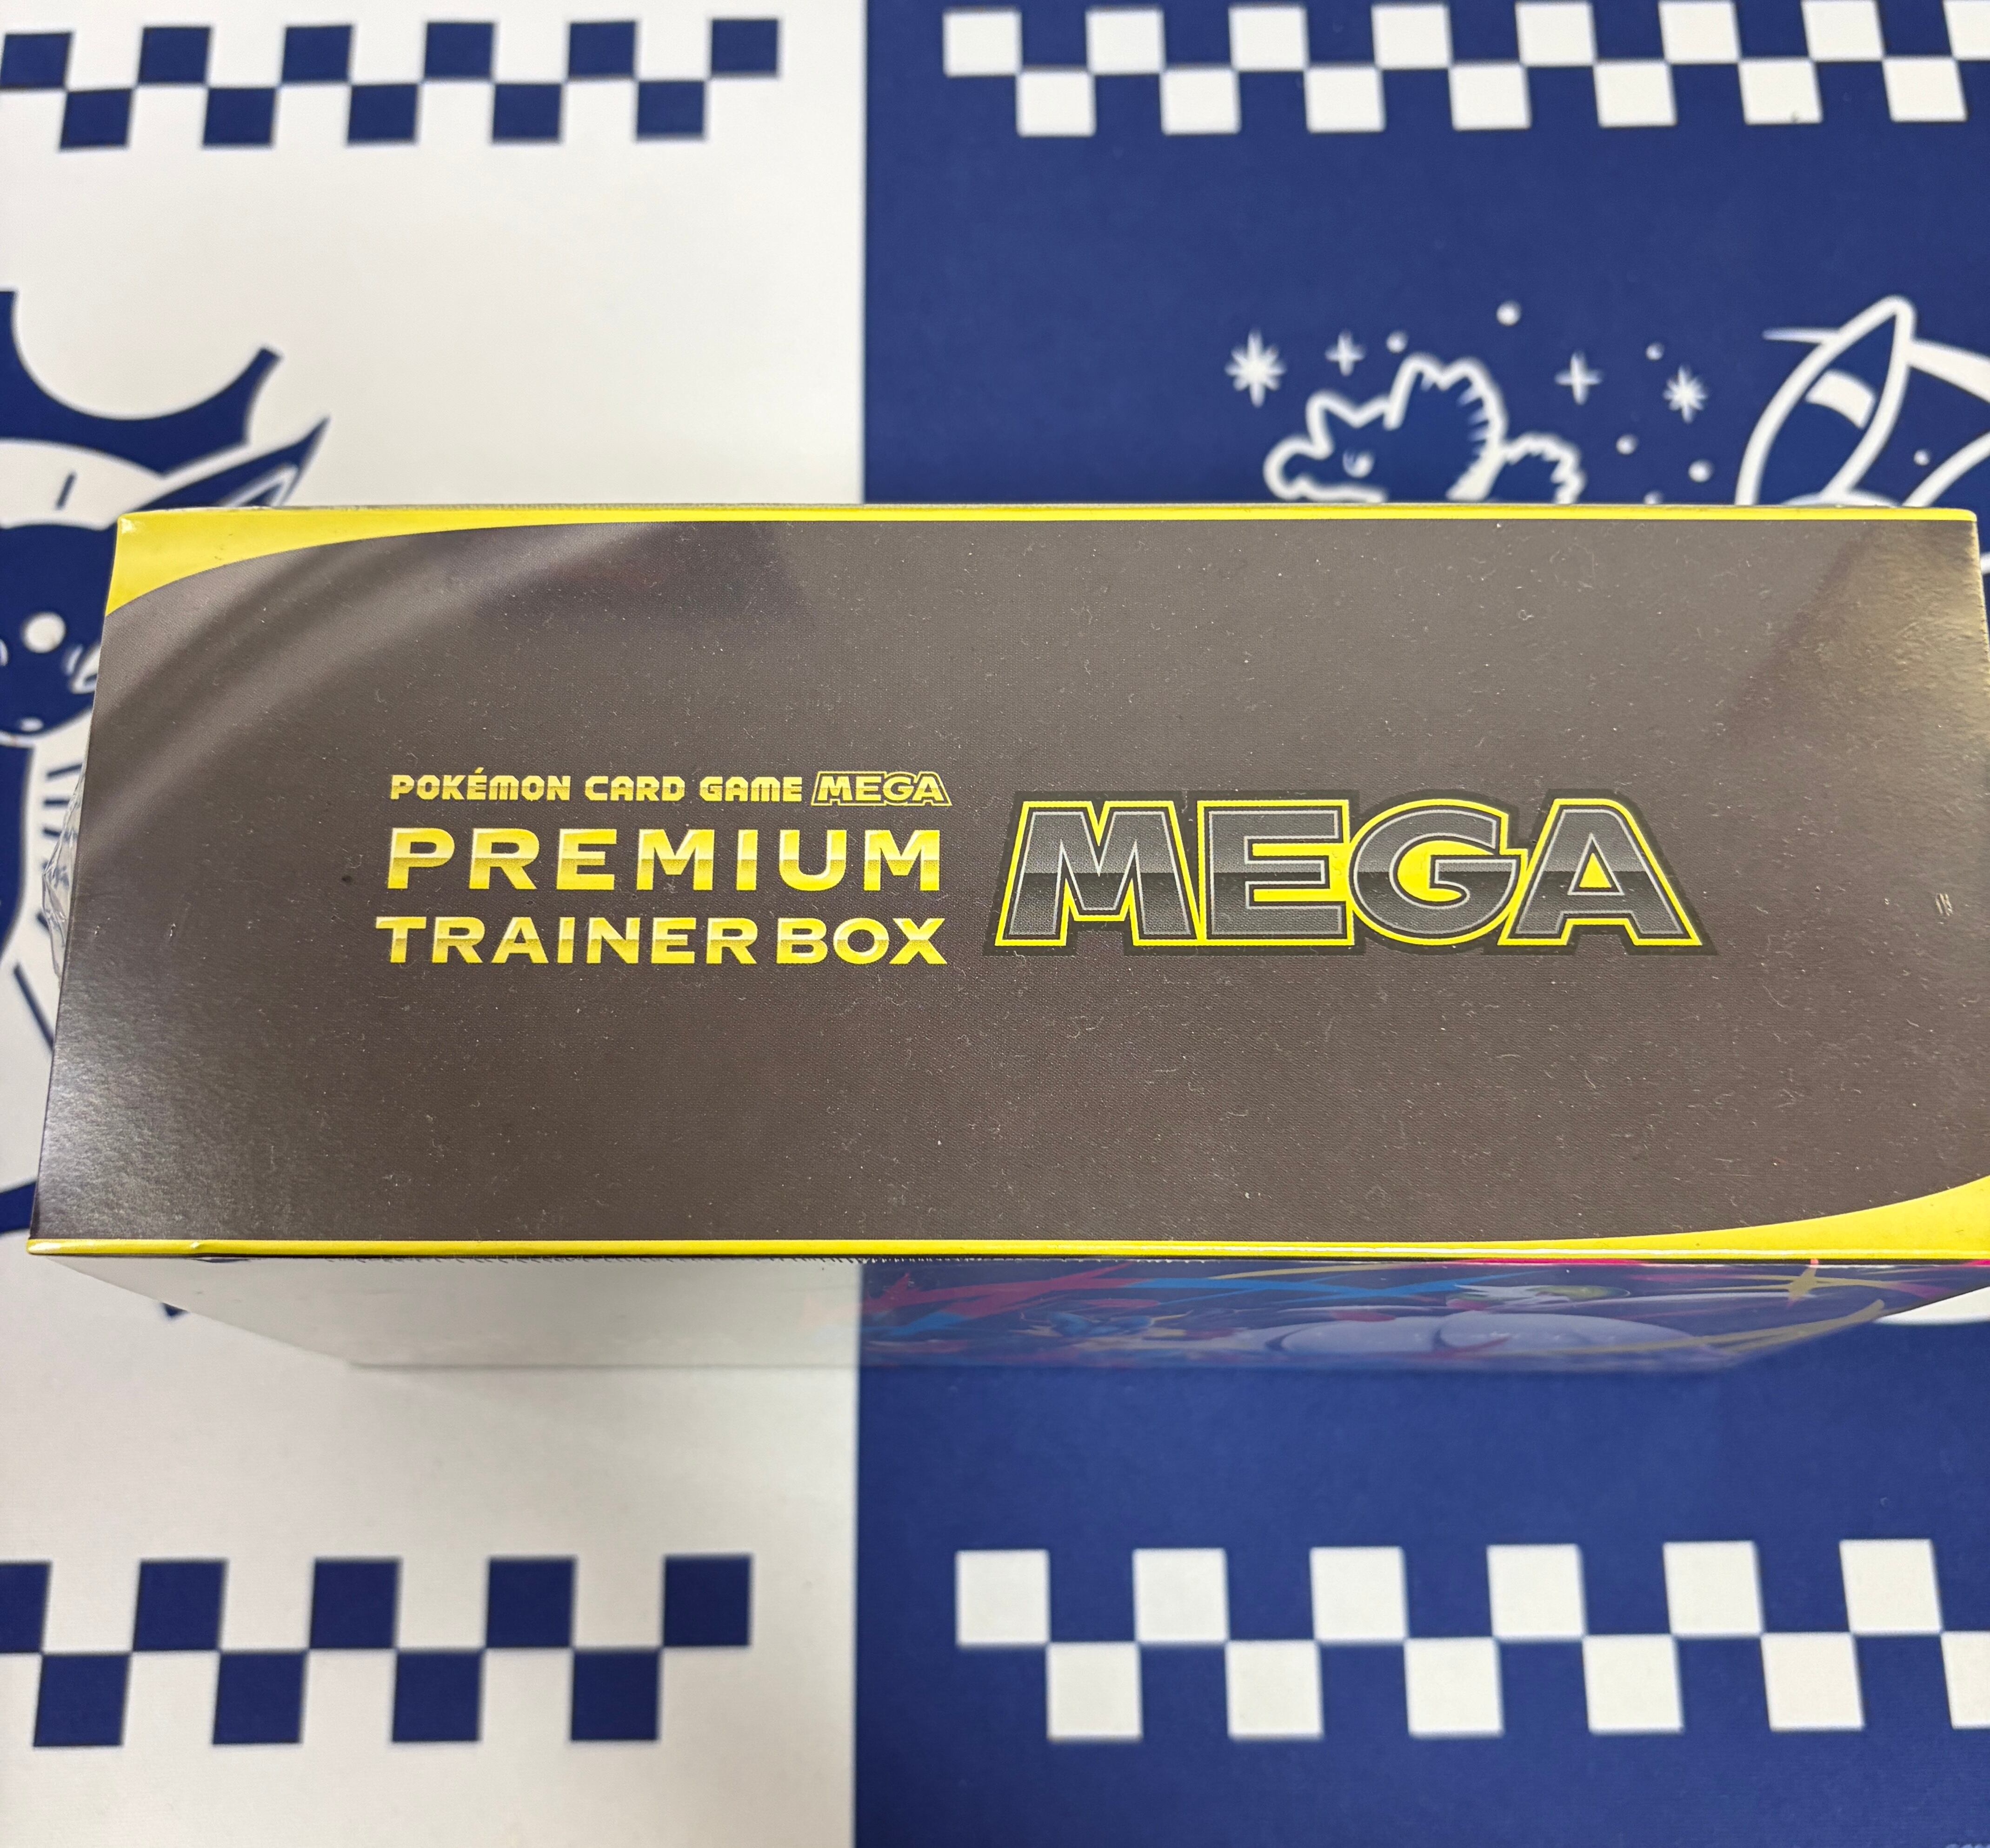 POKÉMON CARD GAME MEGA
PREMIUM
TRAINER BOX
MEGA